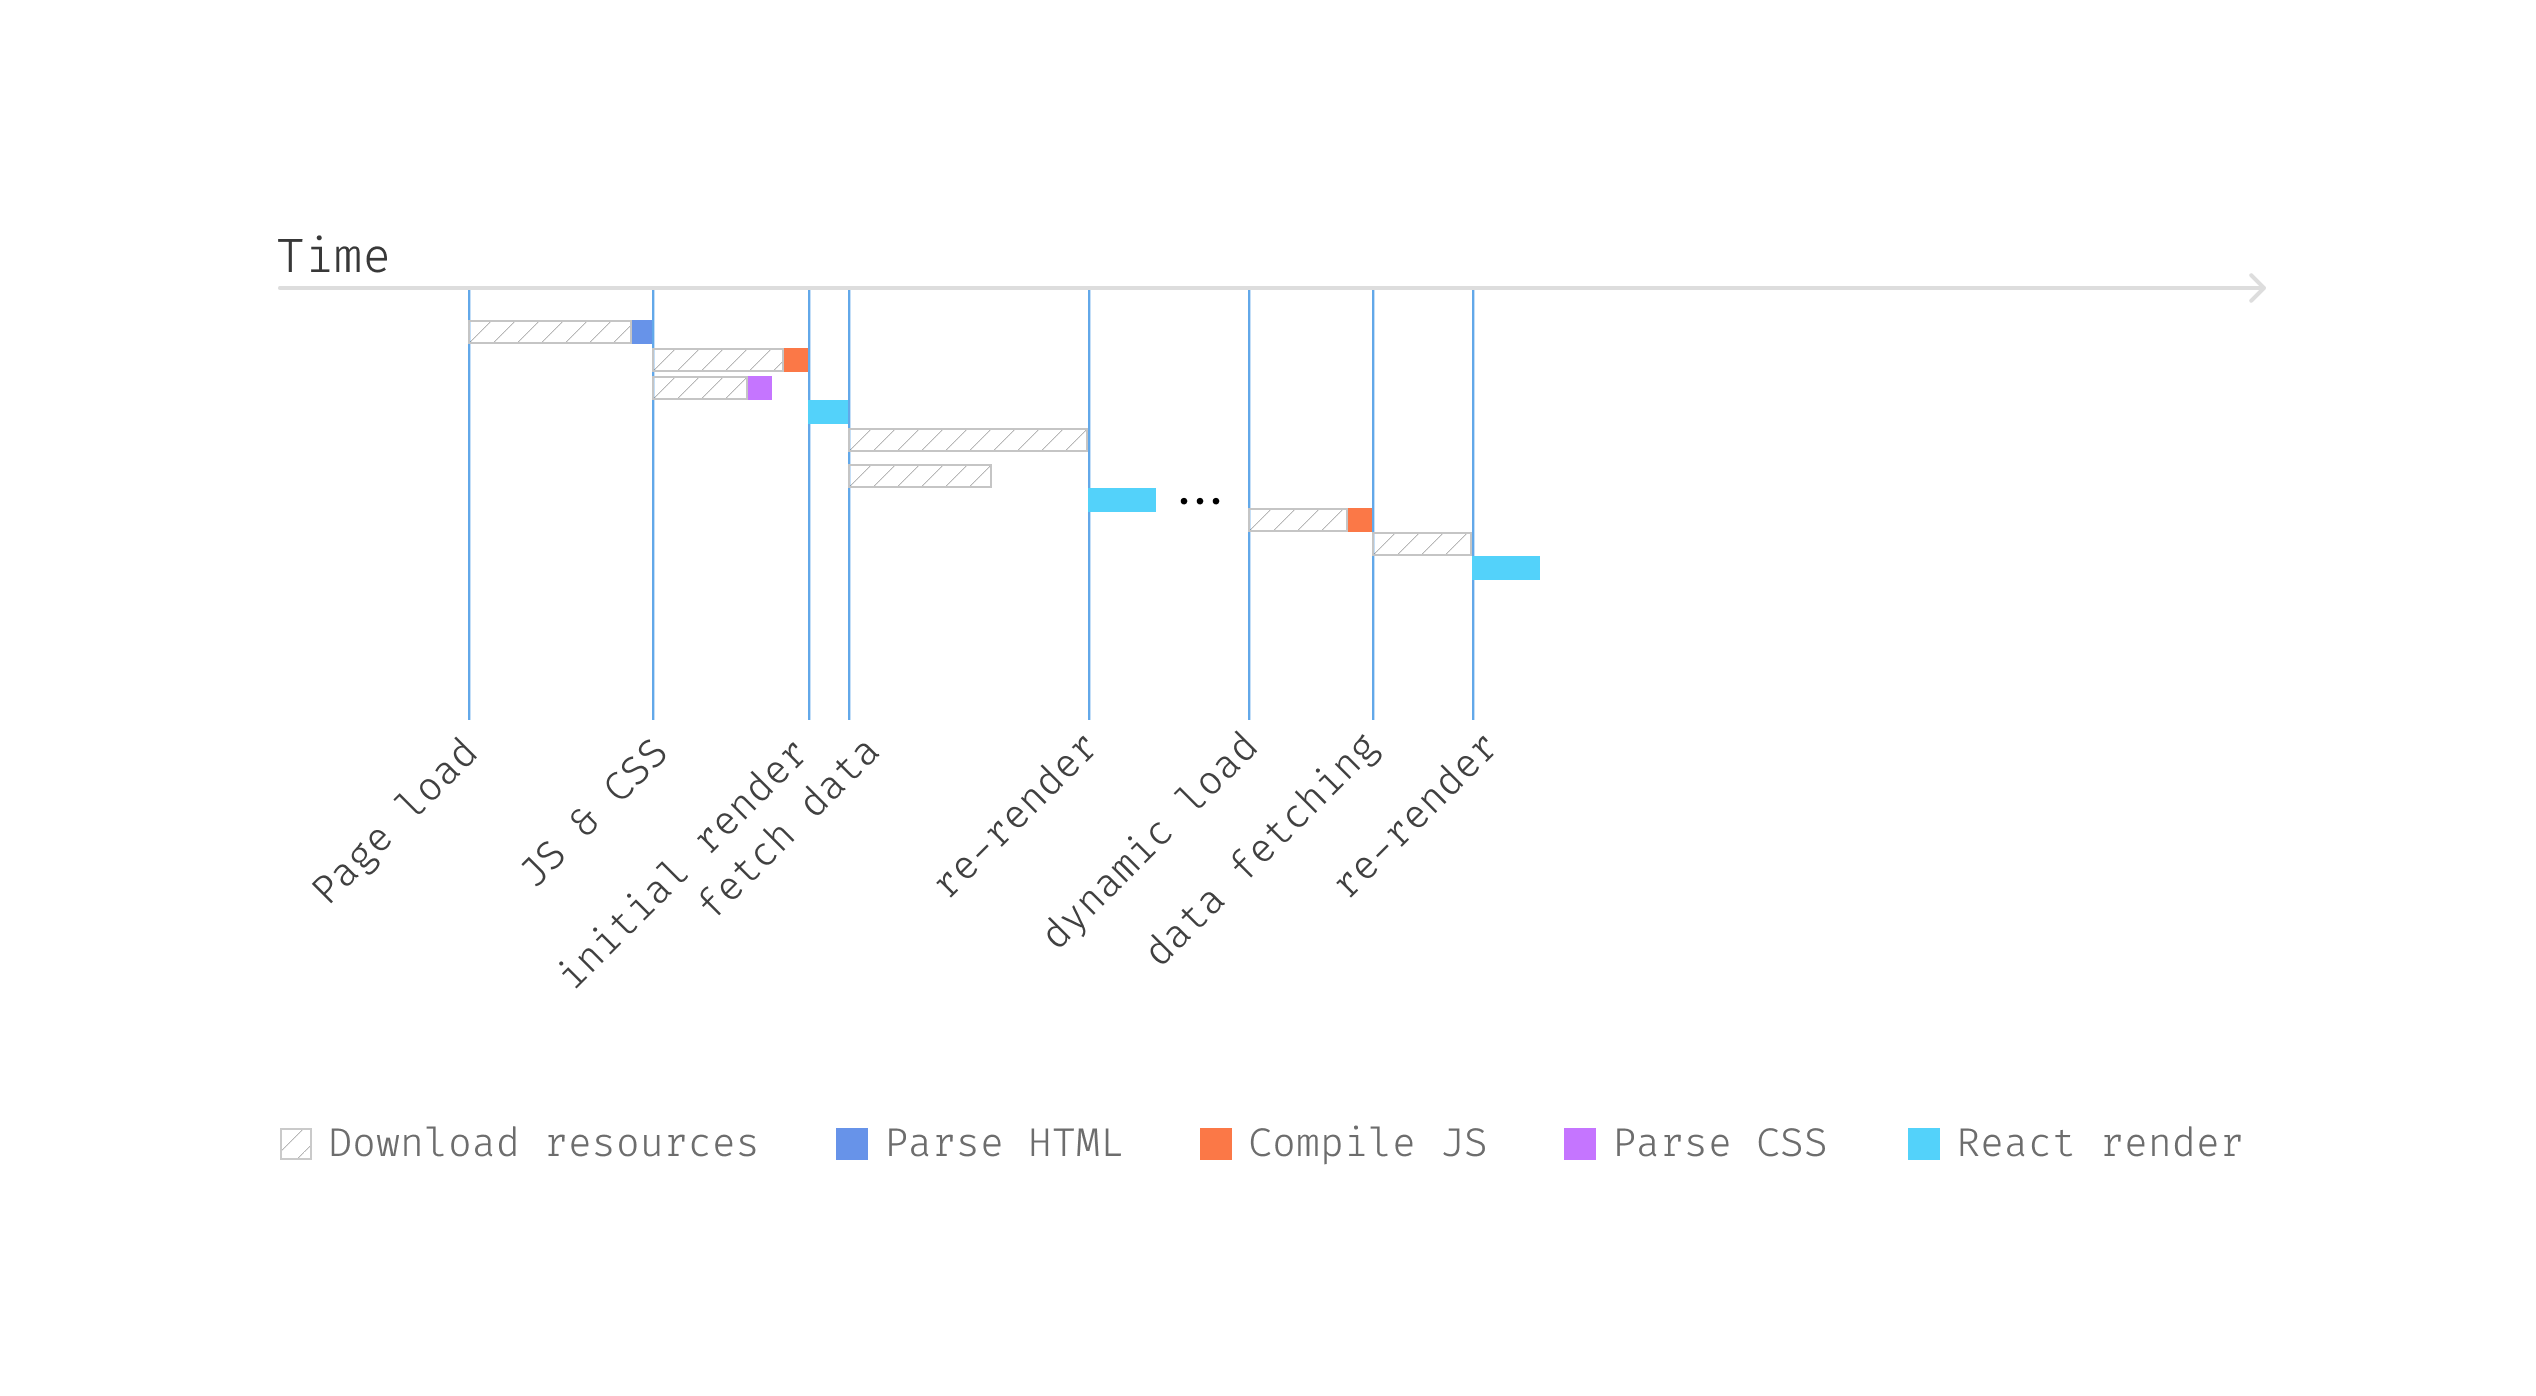 Time
Page load
JS & CSS
initial render
fetch data
re-render
...
dynamic load
data fetching
re-render
Download resources
Parse HTML
Compile JS
Parse CSS
React render